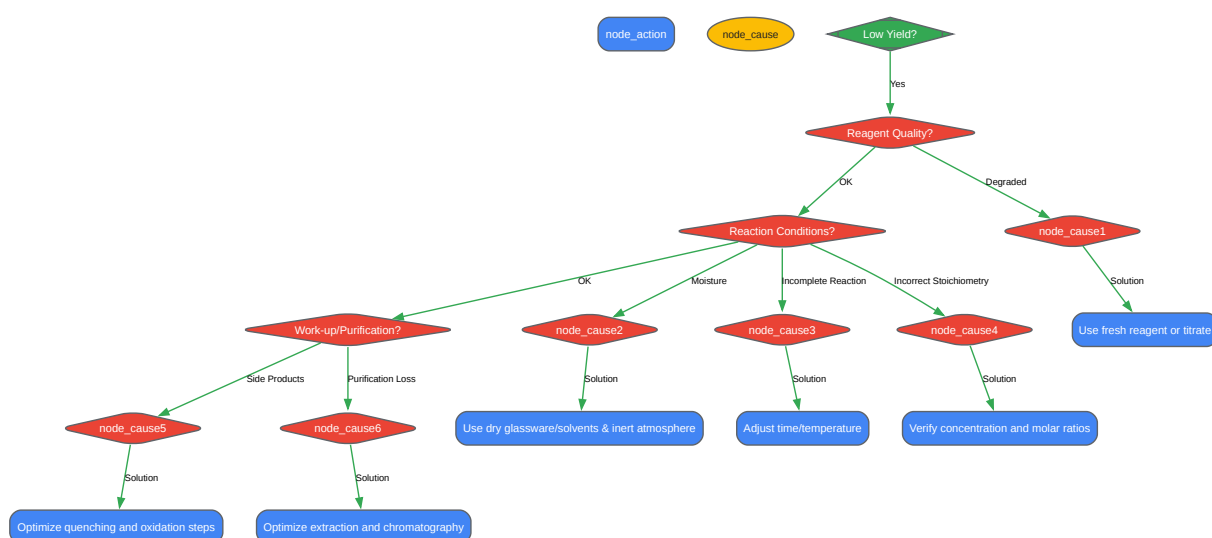 node_action
node_cause
Low Yield?
Yes
Reagent Quality?
OK
Degraded
Reaction Conditions?
node_cause1
OK
Moisture
Incomplete Reaction
Incorrect Stoichiometry
Solution
Work-up/Purification?
node_cause2
node_cause3
node_cause4
Use fresh reagent or titrate
Side Products
Purification Loss
Solution
Solution
Solution
node_cause5
node_cause6
Use dry glassware/solvents & inert atmosphere
Adjust time/temperature
Verify concentration and molar ratios
Solution
Solution
Optimize quenching and oxidation steps
Optimize extraction and chromatography